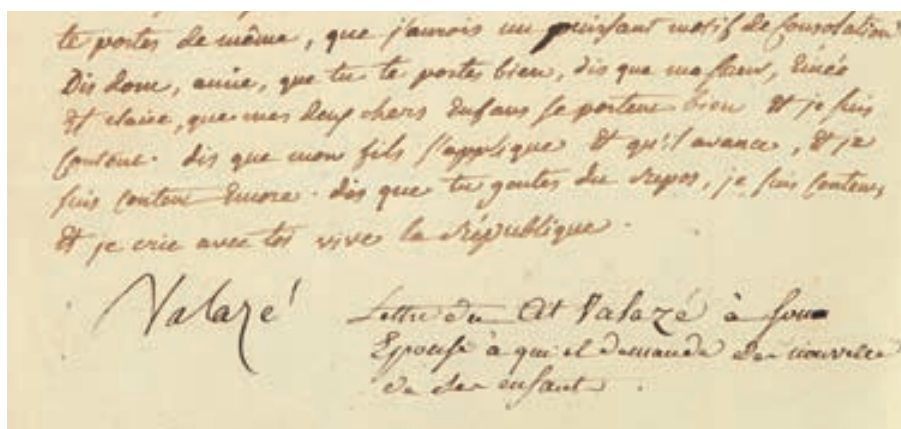 te portes de même, que j'aurois un puissant motif de consolation
Dis donc, amie, que tu te portes bien, dis que ma sœur,
et claire, que mes deux chers enfans se portent bien et je suis
content. dis que mon fils s'applique et qu'il avance, et je
suis content encore. dis que tu goutes du repos, je suis content,
et je crie avec toi vive la république.
Valazé
Lettre du Cit Valazé à son
Epouse à qui il demande des nouvelles
de ses enfants.